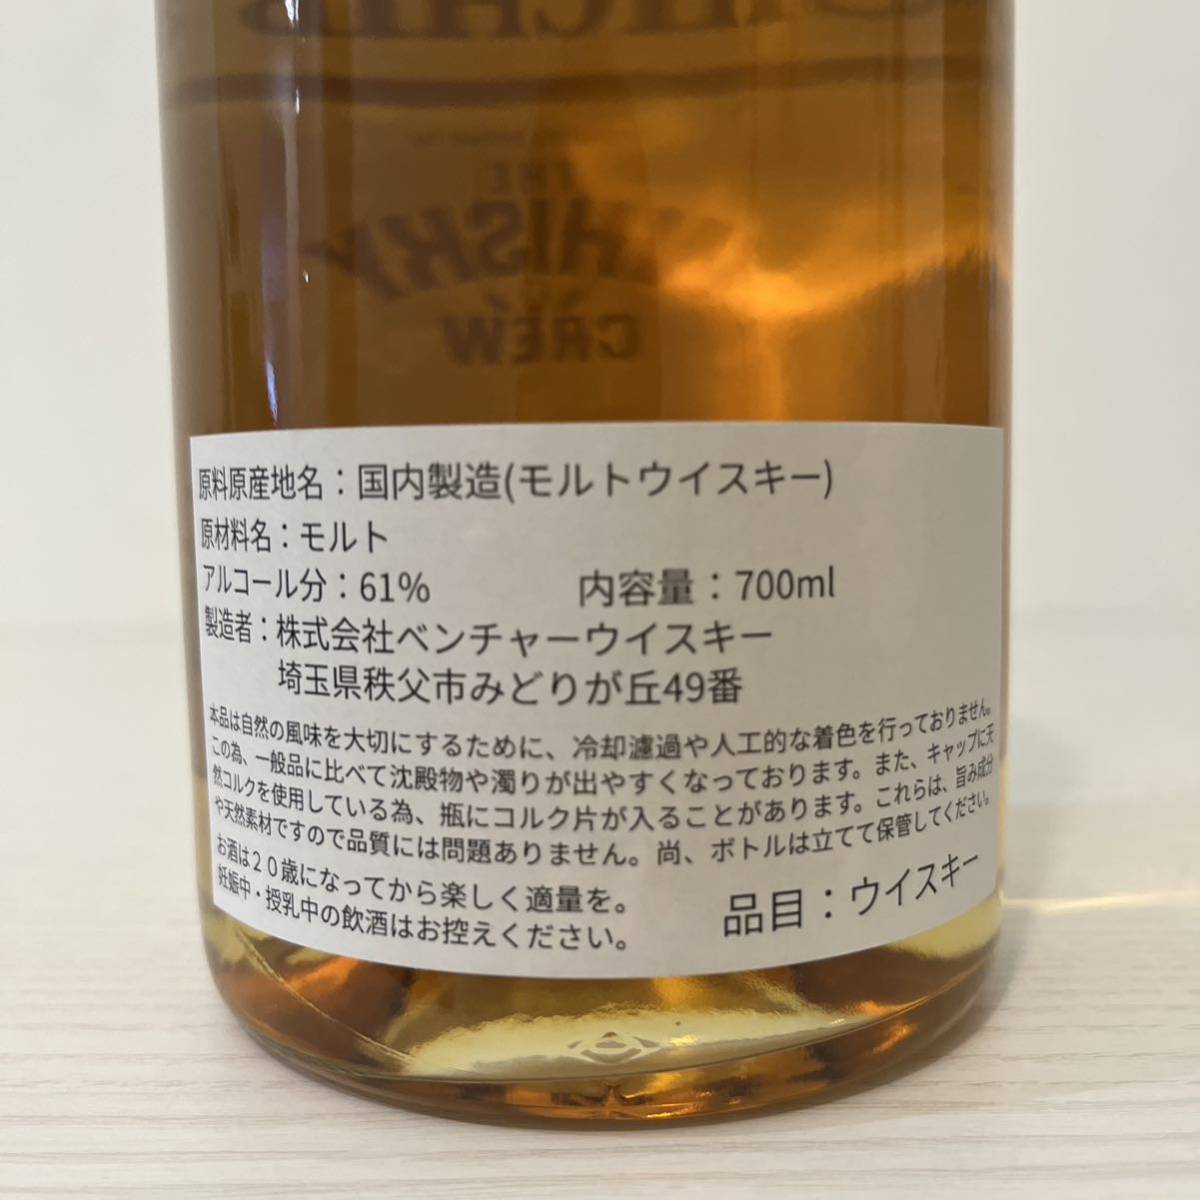 THE
WHISKY
CREW
原料原産地名：国内製造(モルトウイスキー)
原材料名：モルト
アルコール分：61% 内容量：700ml
製造者：株式会社ベンチャーウイスキー
埼玉県秩父市みどりが丘49番
本品は自然の風味を大切にするために、冷却濾過や人工的な着色を行っておりません。
この為、一般品に比べて沈殿物や濁りが出やすくなっております。また、キャップに天
然コルクを使用している為、瓶にコルク片が入ることがあります。これらは、旨み成分
や天然素材ですので品質には問題ありません。尚、ボトルは立てて保管してください。
お酒は２０歳になってから楽しく適量を。
妊娠中・授乳中の飲酒はお控えください。
品目：ウイスキー